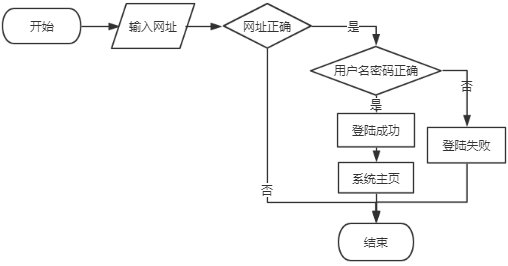 开始
输入网址
网址正确
是
用户名密码正确
是
否
登陆成功
登陆失败
系统主页
否
结束